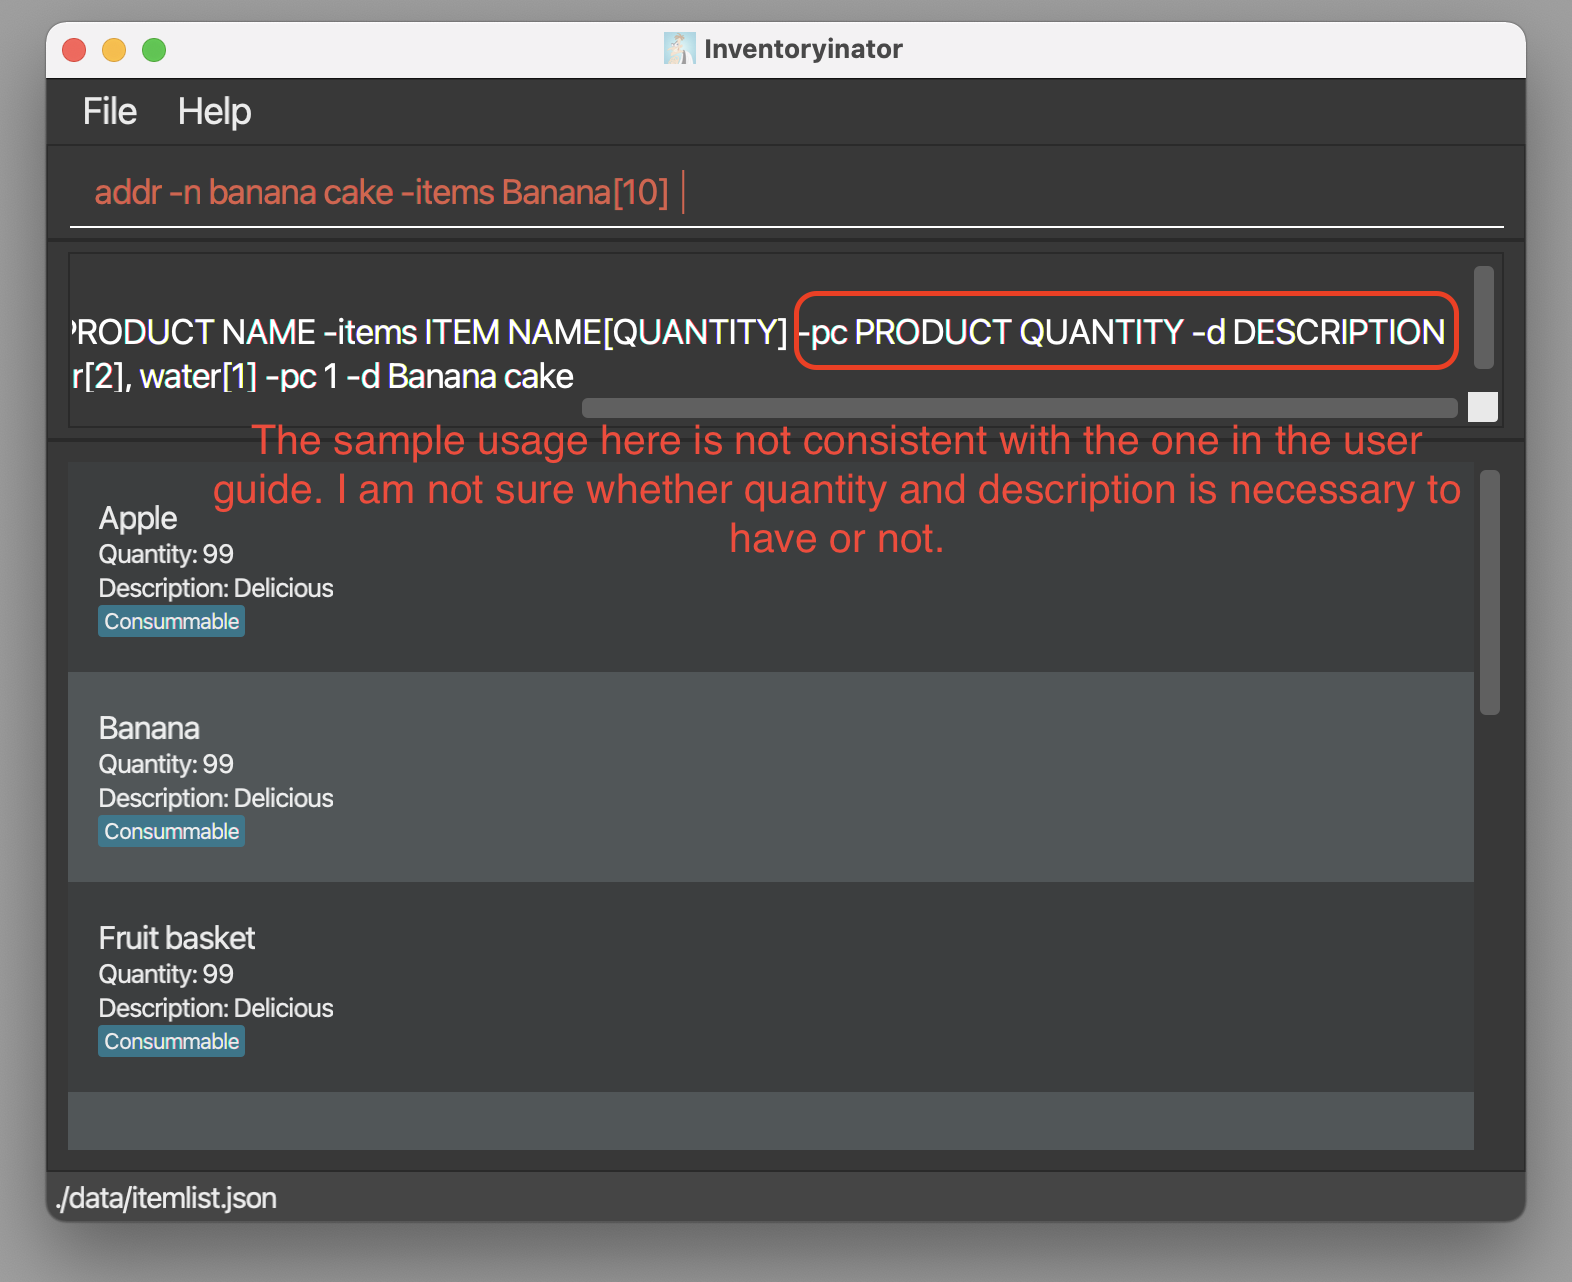 Inventoryinator
File Help
addr -n banana cake -items Banana[10]
PRODUCT NAME -items ITEM NAME[QUANTITY] -pc PRODUCT QUANTITY -d DESCRIPTION
r[2], water[1] -pc 1 -d Banana cake
The sample usage here is not consistent with the one in the user
guide. I am not sure whether quantity and description is necessary to
have or not.
Apple
Quantity: 99
Description: Delicious
Consummable
Banana
Quantity: 99
Description: Delicious
Consummable
Fruit basket
Quantity: 99
Description: Delicious
Consummable
./data/itemlist.json